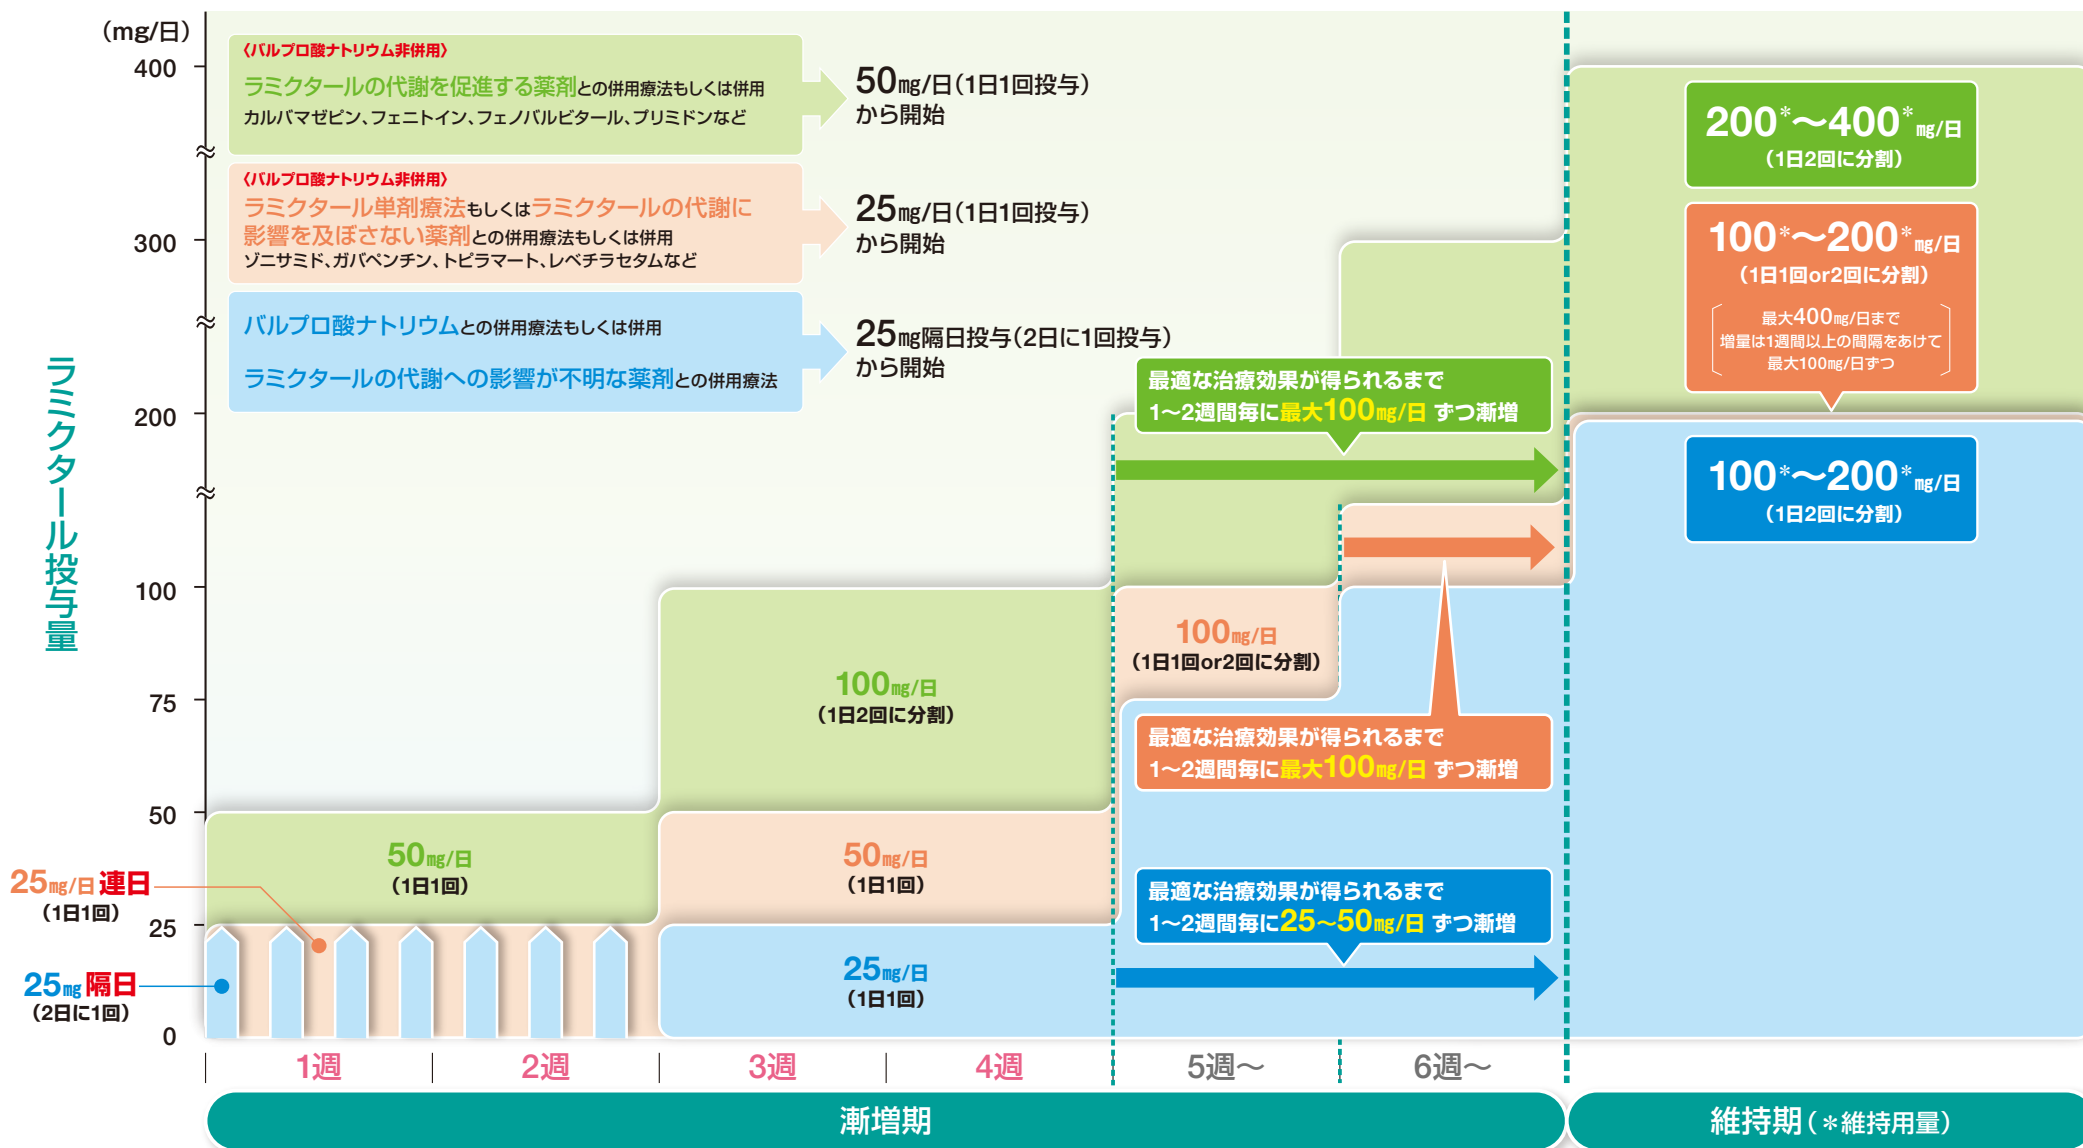 (mg/日)
400
300
200
100
75
50
25
0
ラミクタール投与量
〈バルプロ酸ナトリウム非併用〉
ラミクタールの代謝を促進する薬剤との併用療法もしくは併用
カルバマゼピン、フェニトイン、フェノバルビタール、プリミドンなど
50mg/日(1日1回投与)
から開始
〈バルプロ酸ナトリウム非併用〉
ラミクタール単剤療法もしくはラミクタールの代謝に
影響を及ぼさない薬剤との併用療法もしくは併用
ゾニサミド、ガバペンチン、トピラマート、レベチラセタムなど
25mg/日(1日1回投与)
から開始
バルプロ酸ナトリウムとの併用療法もしくは併用
ラミクタールの代謝への影響が不明な薬剤との併用療法
25mg隔日投与(2日に1回投与)
から開始
200*〜400*mg/日
(1日2回に分割)
100*〜200*mg/日
(1日1回or2回に分割)
最大400mg/日まで
増量は1週間以上の間隔をあけて
最大100mg/日ずつ
100*〜200*mg/日
(1日2回に分割)
最適な治療効果が得られるまで
1〜2週間毎に最大100mg/日 ずつ漸増
100mg/日
(1日1回or2回に分割)
100mg/日
(1日2回に分割)
最適な治療効果が得られるまで
1〜2週間毎に最大100mg/日 ずつ漸増
50mg/日
(1日1回)
50mg/日
(1日1回)
最適な治療効果が得られるまで
1〜2週間毎に25〜50mg/日 ずつ漸増
25mg/日 連日
(1日1回)
25mg 隔日
(2日に1回)
25mg/日
(1日1回)
1週
2週
3週
4週
5週〜
6週〜
漸増期
維持期(*維持用量)